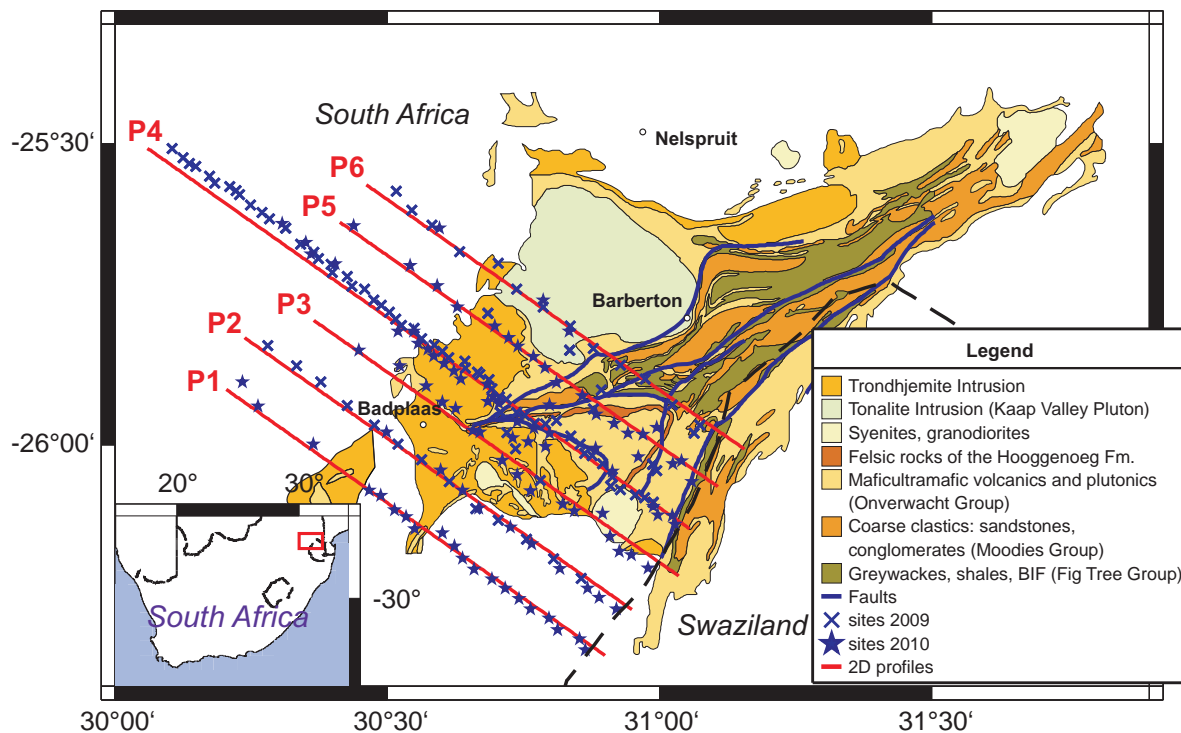 South Africa
Nelspruit
-25°30‘
P4
P6
P5
P3
P2
P1
Barberton
Badplaas
-26°00‘
Swaziland
20°
30°
-30°
South Africa
Legend
Trondhjemite Intrusion
Tonalite Intrusion (Kaap Valley Pluton)
Syenites, granodiorites
Felsic rocks of the Hooggenoeg Fm.
Maficultramafic volcanics and plutonics
(Onverwacht Group)
Coarse clastics: sandstones,
conglomerates (Moodies Group)
Greywackes, shales, BIF (Fig Tree Group)
Faults
sites 2009
sites 2010
2D profiles
30°00‘
30°30‘
31°00‘
31°30‘